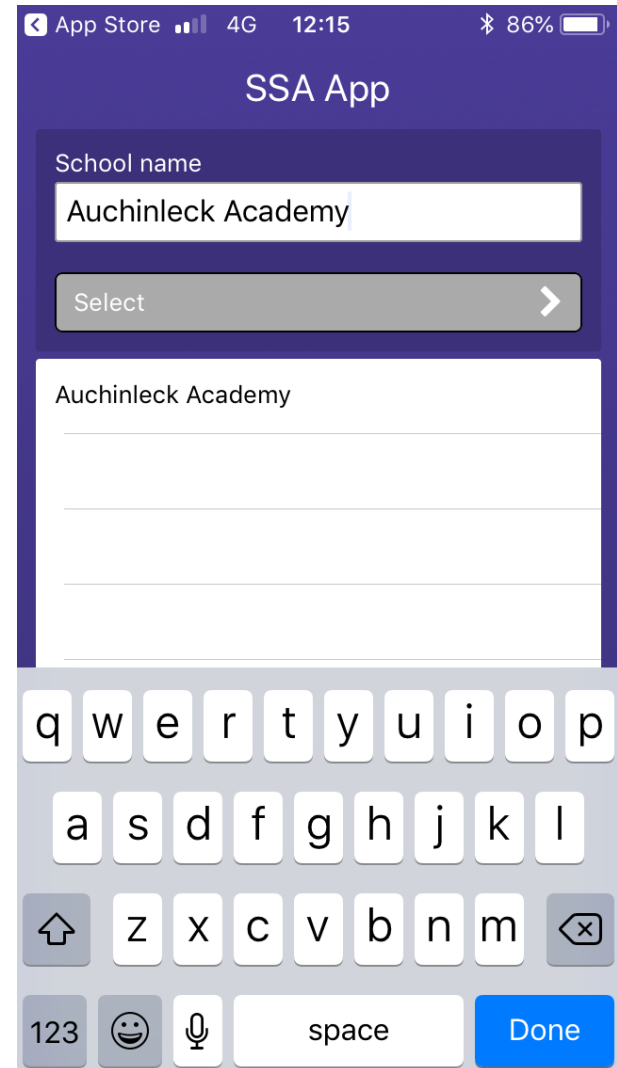 App Store 4G 12:15 86%
SSA App
School name
Auchinleck Academy
Select
Auchinleck Academy
q w e r t y u i o p
a s d f g h j k l
z x c v b n m
123 space Done